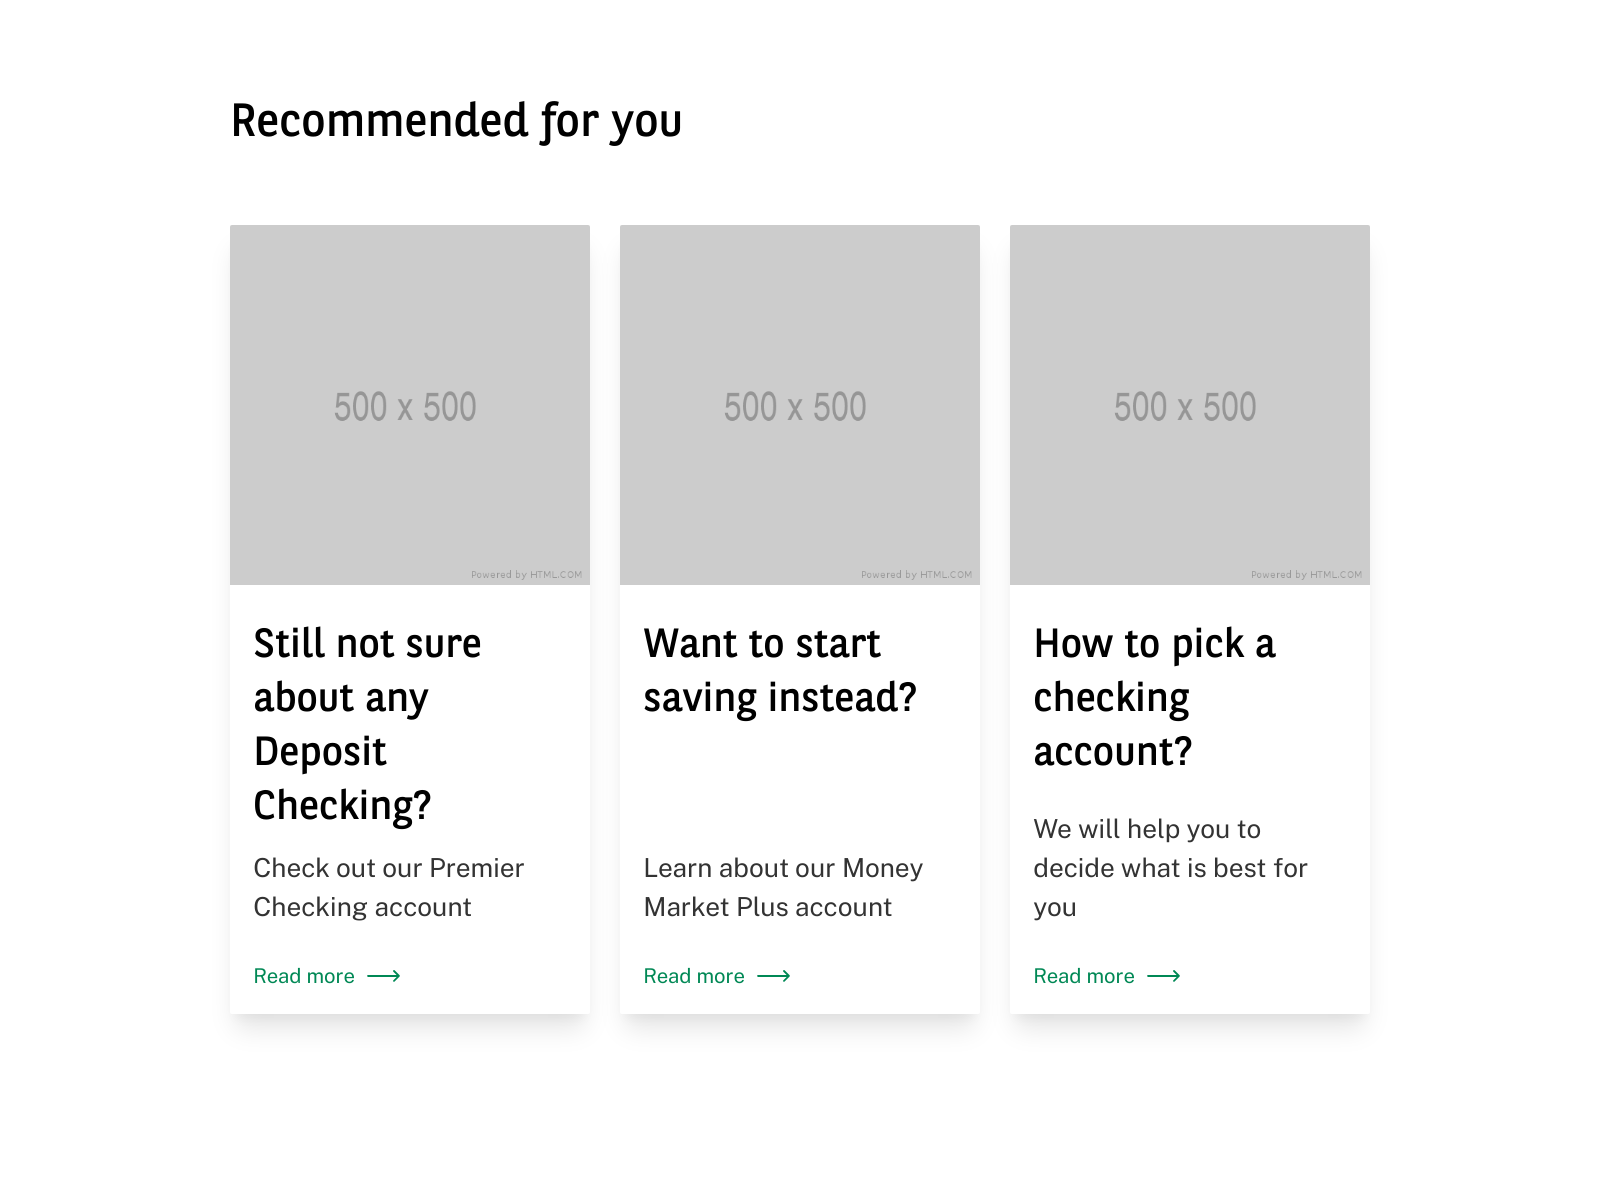 Recommended for you
500 x 500
Powered by HTML.COM
Still not sure
about any
Deposit
Checking?
Check out our Premier
Checking account
Read more
500 x 500
Powered by HTML.COM
Want to start
saving instead?
Learn about our Money
Market Plus account
Read more
500 x 500
Powered by HTML.COM
How to pick a
checking
account?
We will help you to
decide what is best for
you
Read more